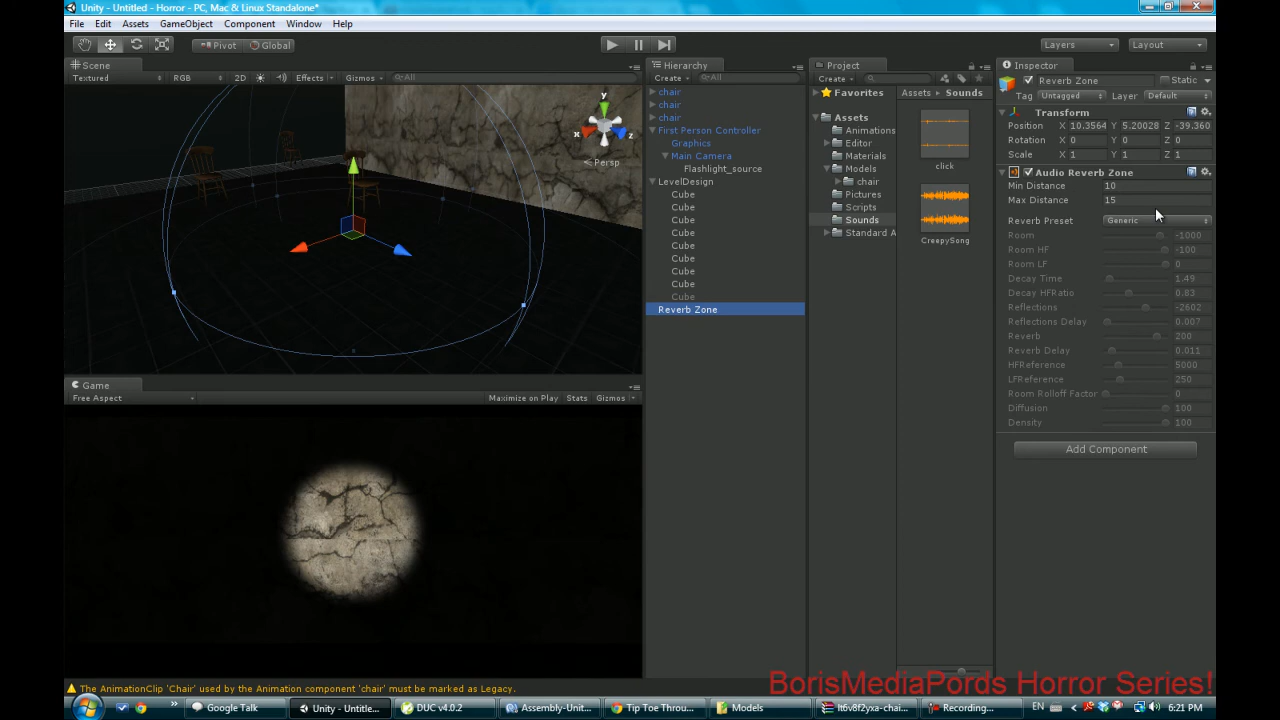 Unity - Untitled - Horror - PC, Mac & Linux Standalone*
File Edit Assets GameObject Component Window Help
Pivot Global Layers Layout
Scene
Textured RGB 2D Effects Gizmos All
y
x
z
Persp
Game
Free Aspect Maximize on Play Stats Gizmos
Hierarchy
Create All
chair
chair
chair
First Person Controller
Graphics
Main Camera
Flashlight_source
LevelDesign
Cube
Cube
Cube
Cube
Cube
Cube
Cube
Cube
Cube
Reverb Zone
Project
Create
Favorites
Assets
Animations
Editor
Materials
Models
chair
Pictures
Scripts
Sounds
Standard A
Assets Sounds
click
CreepySong
Inspector
Reverb Zone Static
Tag Untagged Layer Default
Transform
Position X 10.3564 Y 5.20028 Z -39.360
Rotation X 0 Y 0 Z 0
Scale X 1 Y 1 Z 1
Audio Reverb Zone
Min Distance 10
Max Distance 15
Reverb Preset Generic
Room -1000
Room HF -100
Room LF 0
Decay Time 1.49
Decay HFRatio 0.83
Reflections -2602
Reflections Delay 0.007
Reverb 200
Reverb Delay 0.011
HFReference 5000
LFReference 250
Room Rolloff Factor 0
Diffusion 100
Density 100
Add Component
The AnimationClip 'Chair' used by the Animation component 'chair' must be marked as Legacy.
BorisMediaPords Horror Series!
Google Talk Unity - Untitle... DUC v4.0.2 Assembly-Unit... Tip Toe Throu... Models lt6v8f2yxa-chai... Recording... EN 6:21 PM